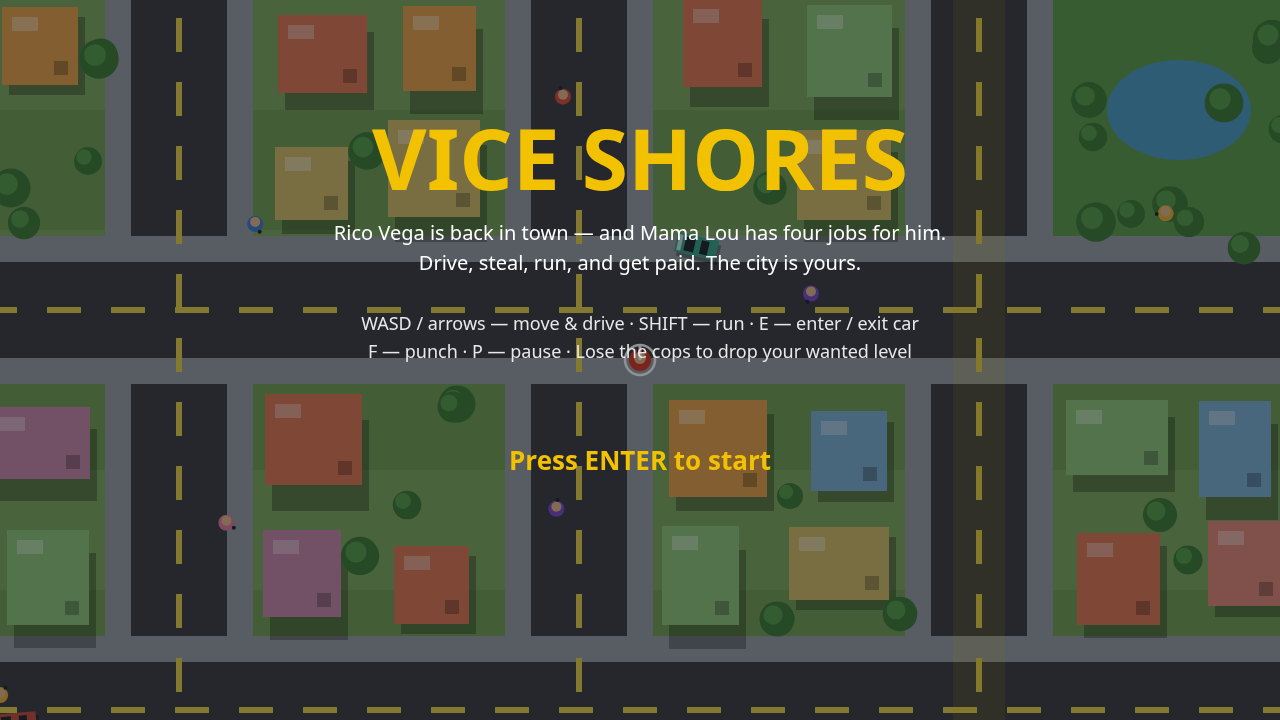 VICE SHORES
Rico Vega is back in town — and Mama Lou has four jobs for him.
Drive, steal, run, and get paid. The city is yours.
WASD / arrows — move & drive · SHIFT — run · E — enter / exit car
F — punch · P — pause · Lose the cops to drop your wanted level
Press ENTER to start